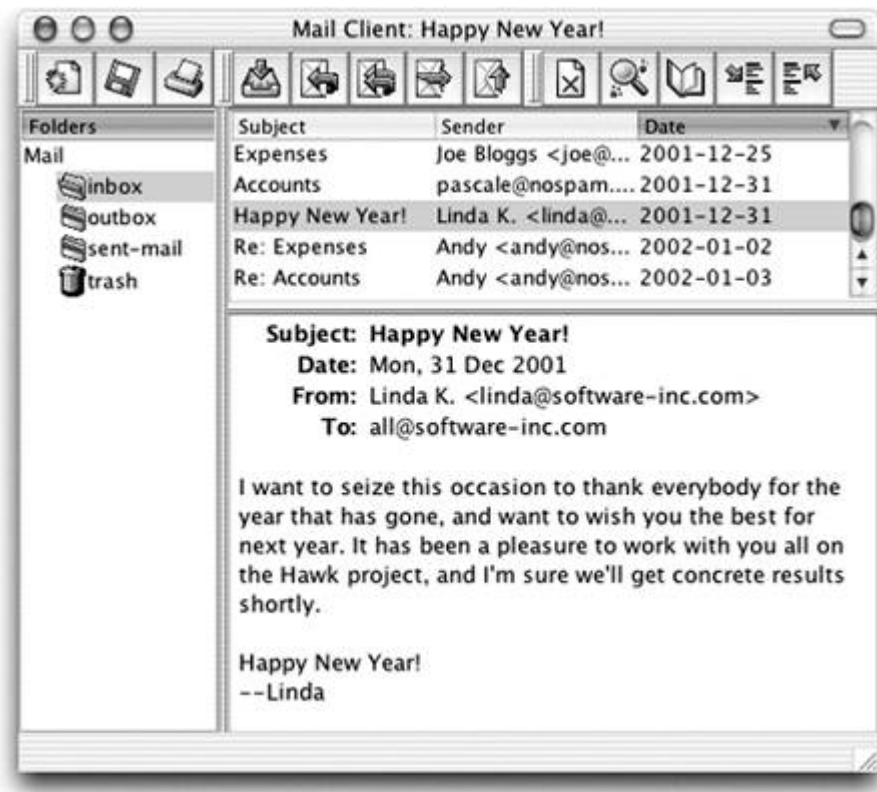 Mail Client: Happy New Year!
Folders
Mail
inbox
outbox
sent-mail
trash
Subject Sender Date
Expenses Joe Bloggs <joe@... 2001-12-25
Accounts pascale@nospam.... 2001-12-31
Happy New Year! Linda K. <linda@... 2001-12-31
Re: Expenses Andy <andy@nos... 2002-01-02
Re: Accounts Andy <andy@nos... 2002-01-03
Subject: Happy New Year!
Date: Mon, 31 Dec 2001
From: Linda K. <linda@software-inc.com>
To: all@software-inc.com
I want to seize this occasion to thank everybody for the
year that has gone, and want to wish you the best for
next year. It has been a pleasure to work with you all on
the Hawk project, and I'm sure we'll get concrete results
shortly.
Happy New Year!
--Linda